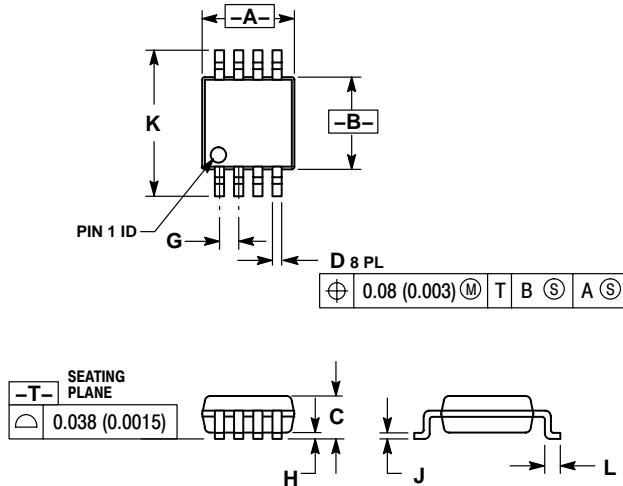 –A–
K
–B–
PIN 1 ID
G
D 8 PL
⌖ 0.08 (0.003) Ⓜ T B Ⓢ A Ⓢ
–T– SEATING
PLANE
⌓ 0.038 (0.0015)
C
H
J
L